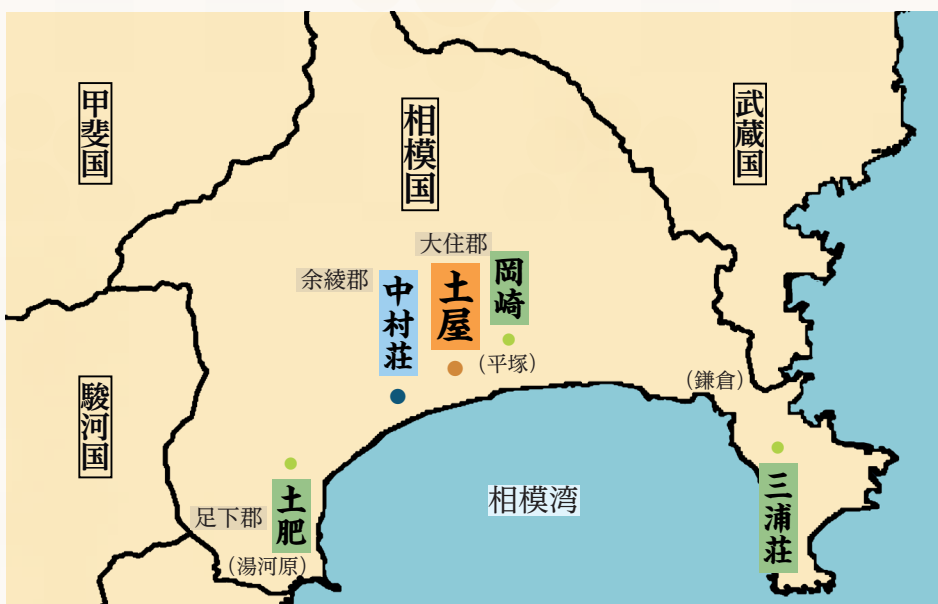 甲斐国
相模国
武蔵国
大住郡
余綾郡
中村荘
土屋
岡崎
(平塚)
(鎌倉)
駿河国
足下郡
土肥
(湯河原)
相模湾
三浦荘